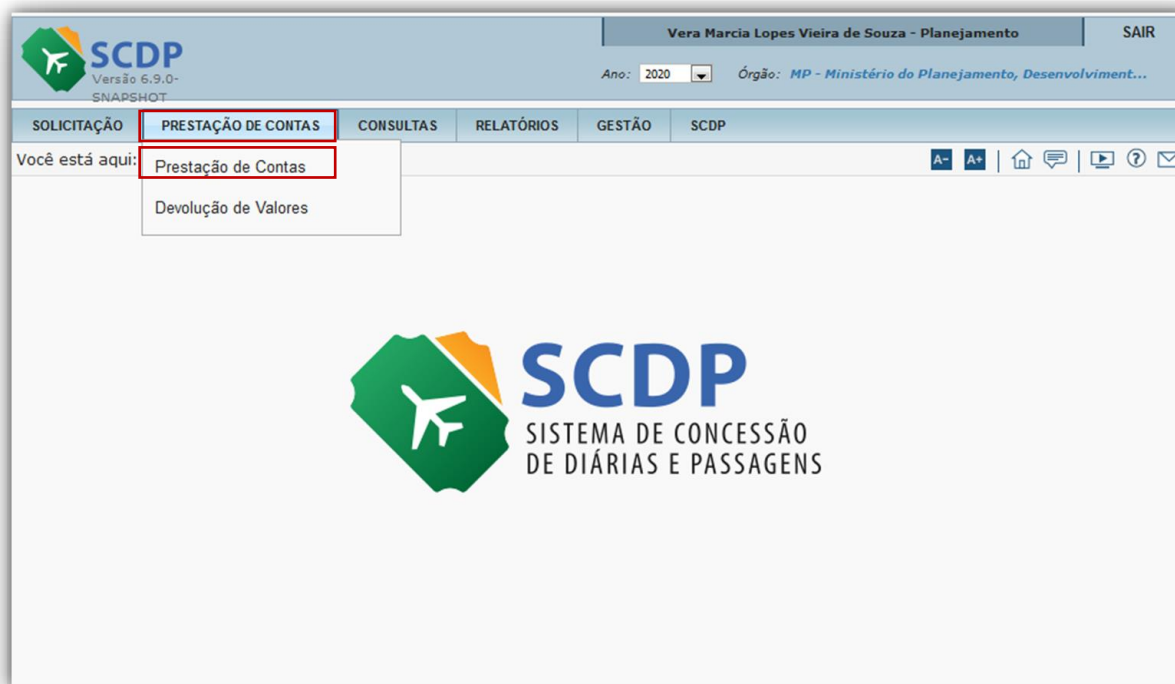 Vera Marcia Lopes Vieira de Souza - Planejamento SAIR
SCDP
Versão 6.9.0-
SNAPSHOT
Ano: 2020 Órgão: MP - Ministério do Planejamento, Desenvolviment...
SOLICITAÇÃO PRESTAÇÃO DE CONTAS CONSULTAS RELATÓRIOS GESTÃO SCDP
Você está aqui: A- A+ | | ?
Prestação de Contas
Devolução de Valores
SCDP
SISTEMA DE CONCESSÃO
DE DIÁRIAS E PASSAGENS